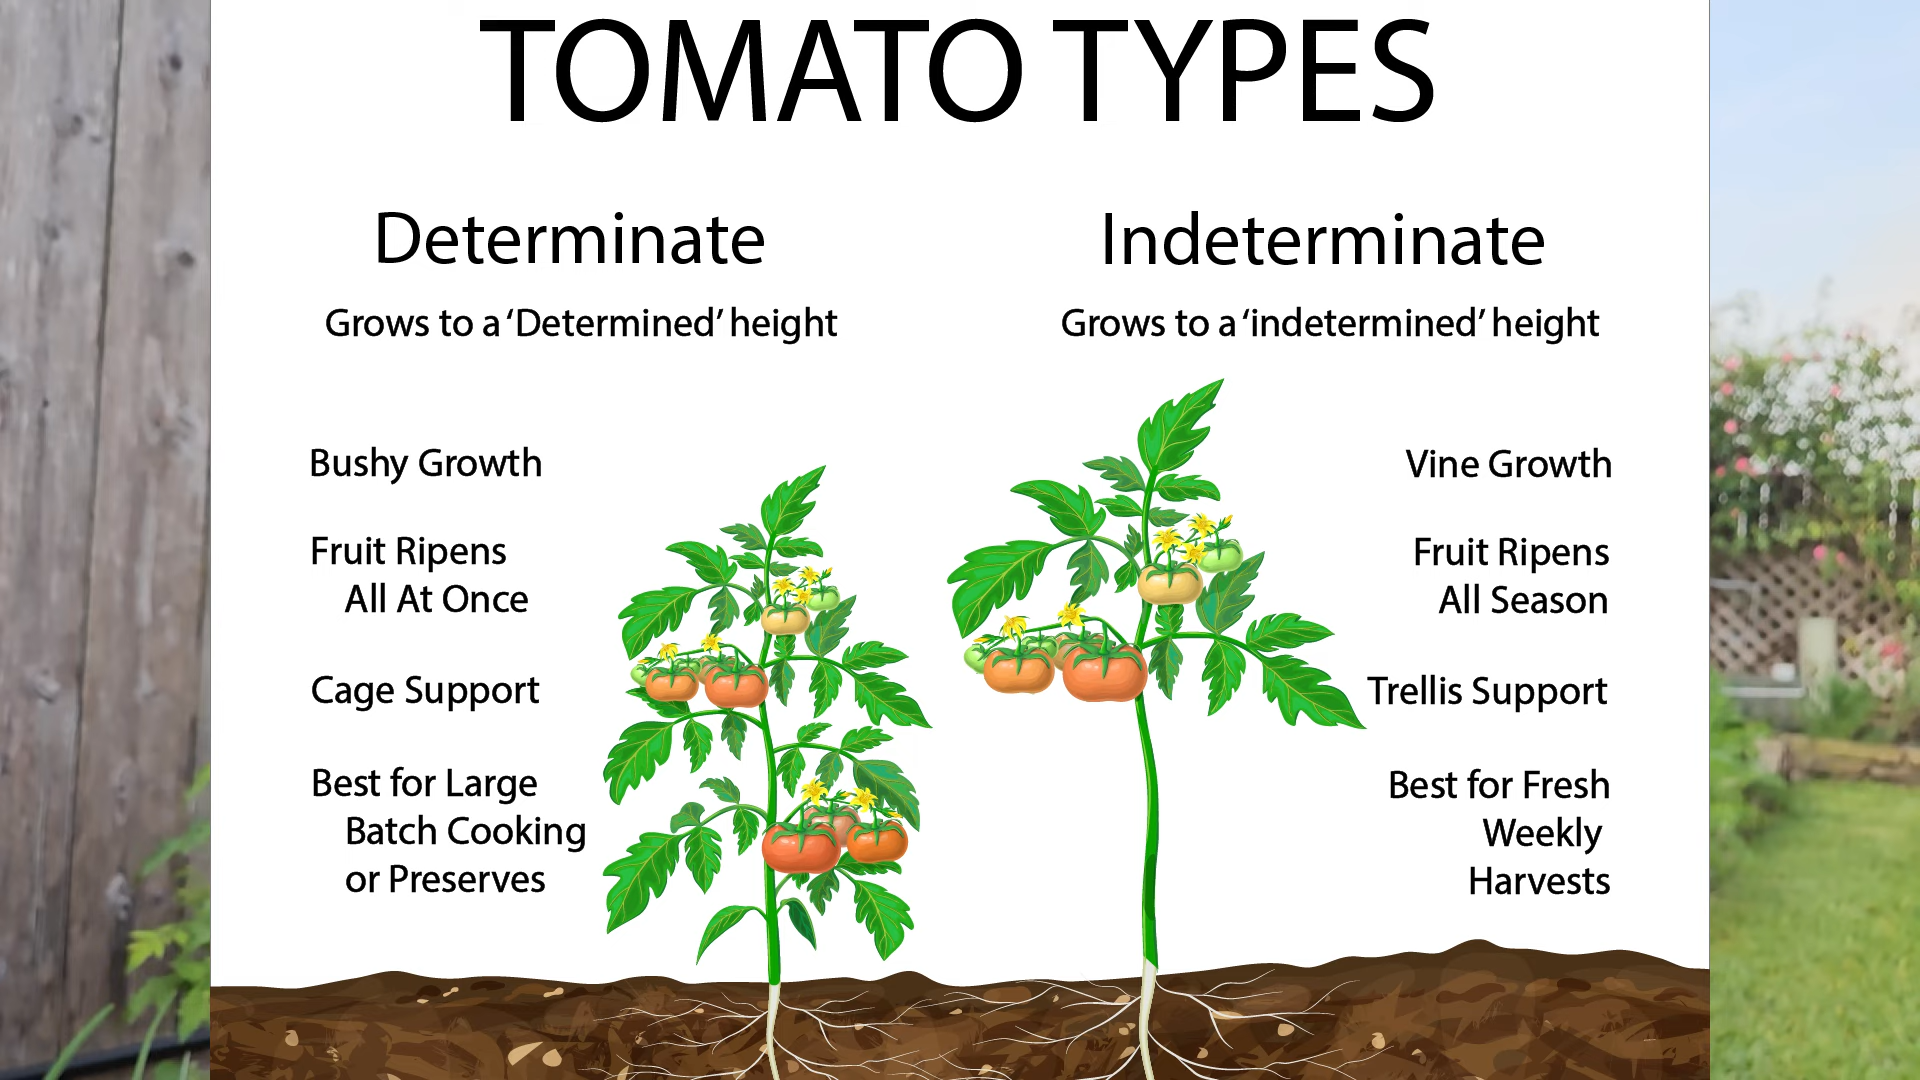 TOMATO TYPES
Determinate
Grows to a ‘Determined’ height
Bushy Growth
Fruit Ripens
All At Once
Cage Support
Best for Large
Batch Cooking
or Preserves
Indeterminate
Grows to a ‘indetermined’ height
Vine Growth
Fruit Ripens
All Season
Trellis Support
Best for Fresh
Weekly
Harvests